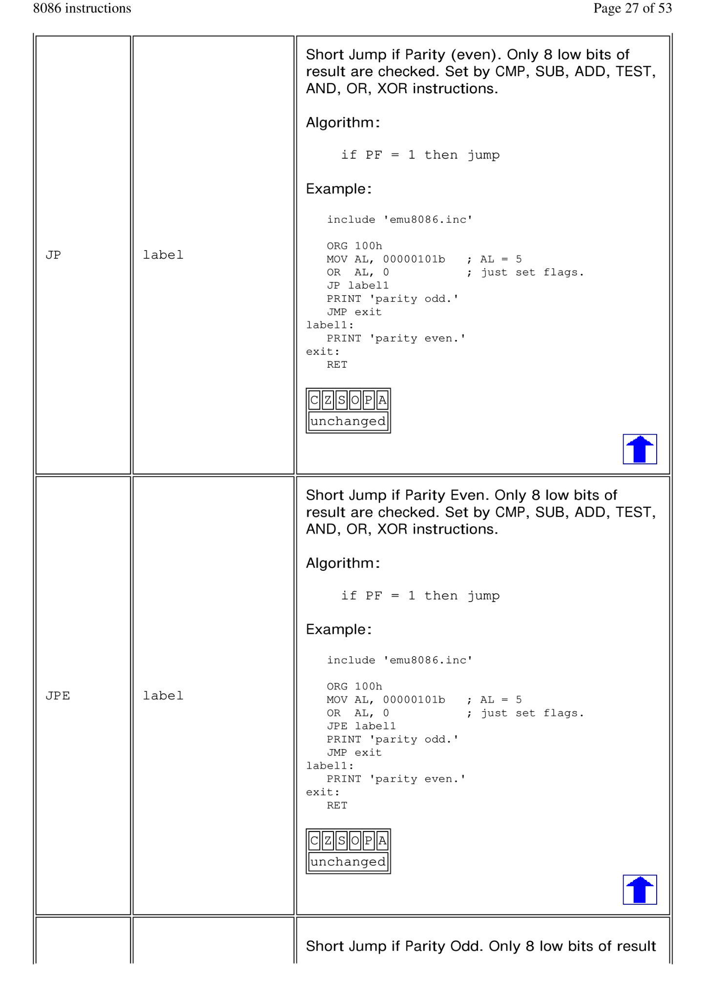 8086 instructions
Page 27 of 53
JP
label
Short Jump if Parity (even). Only 8 low bits of
result are checked. Set by CMP, SUB, ADD, TEST,
AND, OR, XOR instructions.
Algorithm:
if PF = 1 then jump
Example:
include 'emu8086.inc'
ORG 100h
MOV AL, 00000101b   ; AL = 5
OR  AL, 0           ; just set flags.
JP label1
PRINT 'parity odd.'
JMP exit
label1:
PRINT 'parity even.'
exit:
RET
C Z S O P A
unchanged
JPE
label
Short Jump if Parity Even. Only 8 low bits of
result are checked. Set by CMP, SUB, ADD, TEST,
AND, OR, XOR instructions.
Algorithm:
if PF = 1 then jump
Example:
include 'emu8086.inc'
ORG 100h
MOV AL, 00000101b   ; AL = 5
OR  AL, 0           ; just set flags.
JPE label1
PRINT 'parity odd.'
JMP exit
label1:
PRINT 'parity even.'
exit:
RET
C Z S O P A
unchanged
Short Jump if Parity Odd. Only 8 low bits of result